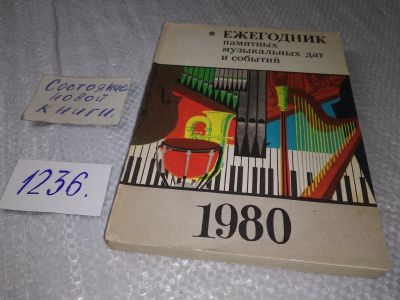 * ЕЖЕГОДНИК
памятных
музыкальных дат
и событий
1980
Состояние
новой
книги.
1236.